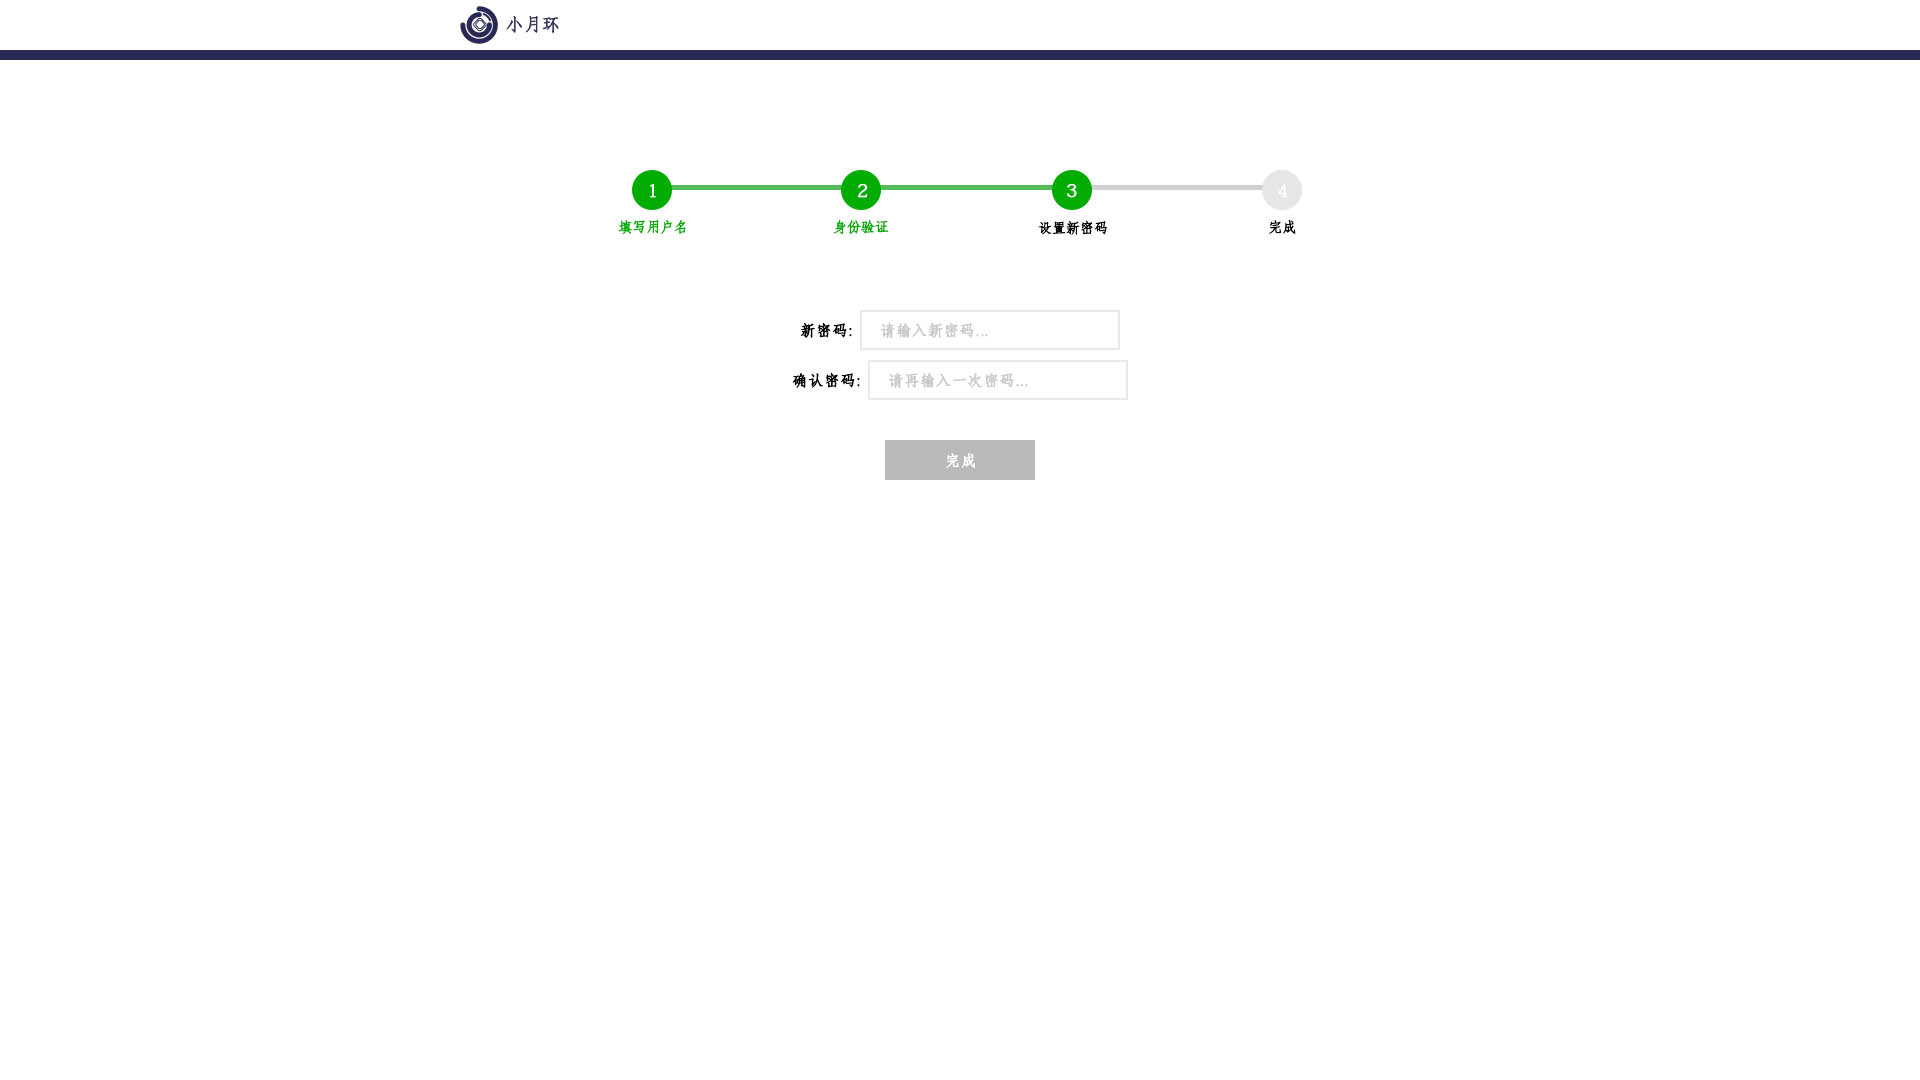 小月环
1 2 3 4
填写用户名 身份验证 设置新密码 完成
新密码: 请输入新密码...
确认密码: 请再输入一次密码...
完成